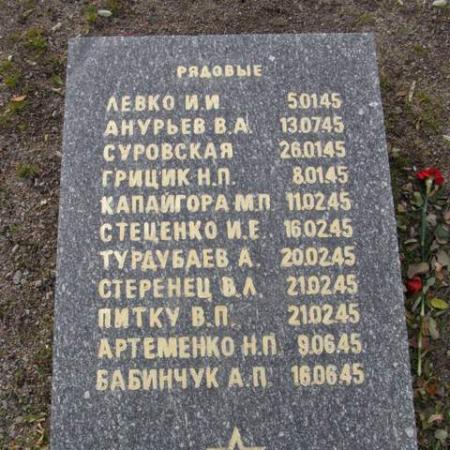 РЯДОВЫЕ
ЛЕВКО И.И. 5.01.45
АНУРЬЕВ В.А. 13.07.45
СУРОВСКАЯ 26.01.45
ГРИЦИК Н.П. 8.01.45
КАПАЙГОРА М.П. 11.02.45
СТЕЦЕНКО И.Е. 16.02.45
ТУРДУБАЕВ А. 20.02.45
СТЕРЕНЕЦ В.Л. 21.02.45
ПИТКУ В.П. 21.02.45
АРТЕМЕНКО Н.П. 9.06.45
БАБИНЧУК А.П. 16.06.45